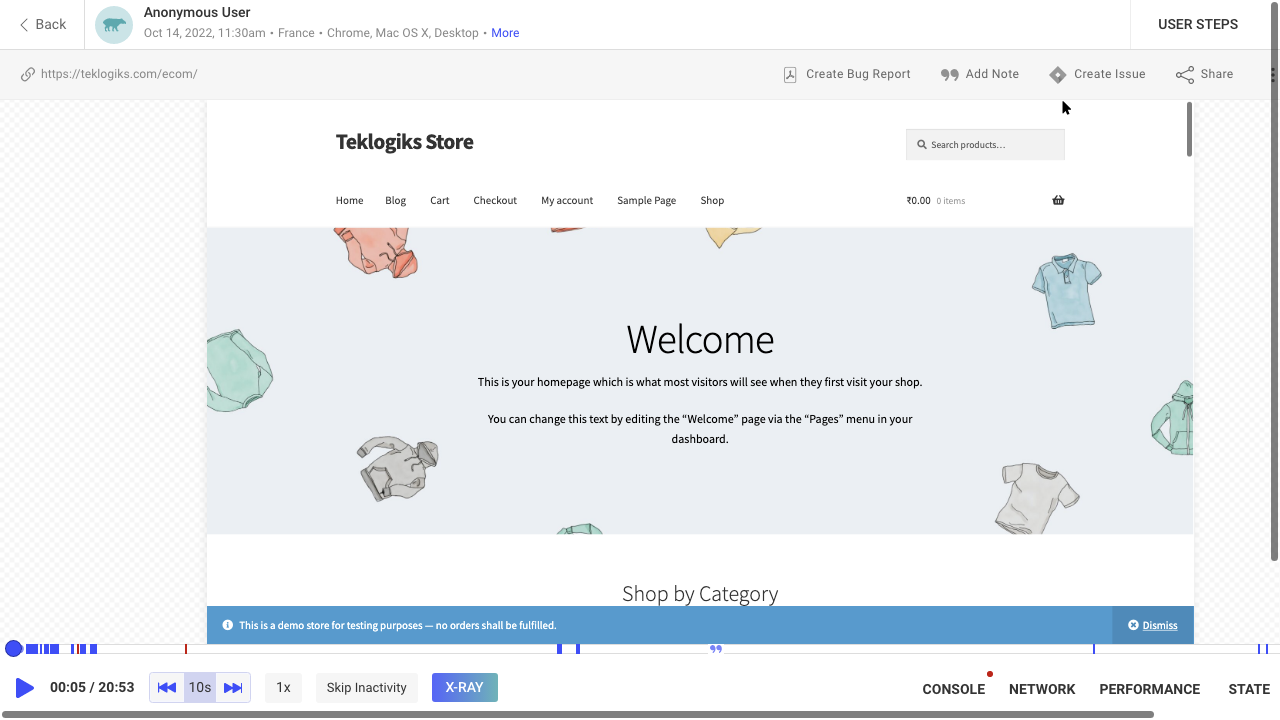 Back
Anonymous User
Oct 14, 2022, 11:30am • France • Chrome, Mac OS X, Desktop • More
USER STEPS
https://teklogiks.com/ecom/
Create Bug Report
Add Note
Create Issue
Share
Teklogiks Store
Search products…
Home Blog Cart Checkout My account Sample Page Shop
₹0.00 0 items
Welcome
This is your homepage which is what most visitors will see when they first visit your shop.
You can change this text by editing the “Welcome” page via the “Pages” menu in your
dashboard.
Shop by Category
This is a demo store for testing purposes — no orders shall be fulfilled.
Dismiss
00:05 / 20:53
10s
1x
Skip Inactivity
X-RAY
CONSOLE
NETWORK
PERFORMANCE
STATE